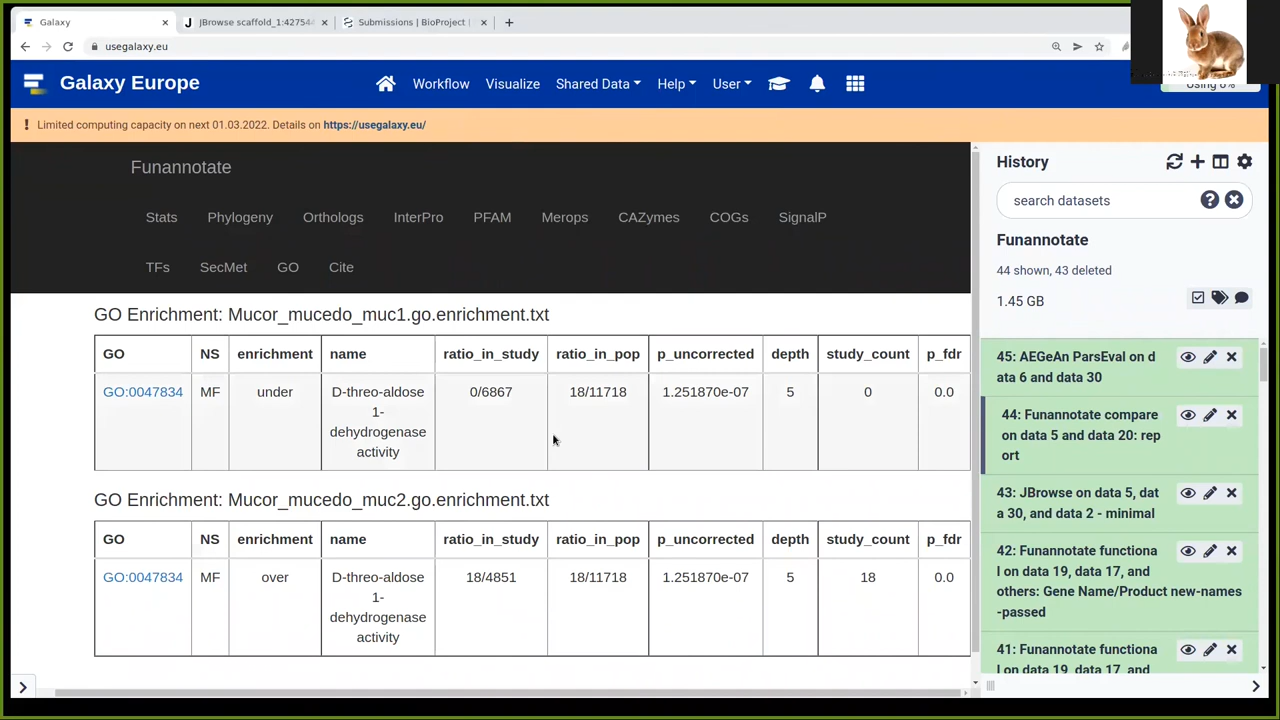 Galaxy
JBrowse scaffold_1:42754
Submissions | BioProject |
usegalaxy.eu
Galaxy Europe
Workflow
Visualize
Shared Data
Help
User
Using 6%
Limited computing capacity on next 01.03.2022. Details on https://usegalaxy.eu/
Funannotate
Stats Phylogeny Orthologs InterPro PFAM Merops CAZymes COGs SignalP
TFs SecMet GO Cite
GO Enrichment: Mucor_mucedo_muc1.go.enrichment.txt
GO NS enrichment name ratio_in_study ratio_in_pop p_uncorrected depth study_count p_fdr
GO:0047834 MF under D-threo-aldose 0/6867 18/11718 1.251870e-07 5 0 0.0
1-
dehydrogenase
activity
GO Enrichment: Mucor_mucedo_muc2.go.enrichment.txt
GO NS enrichment name ratio_in_study ratio_in_pop p_uncorrected depth study_count p_fdr
GO:0047834 MF over D-threo-aldose 18/4851 18/11718 1.251870e-07 5 18 0.0
1-
dehydrogenase
activity
History
search datasets
Funannotate
44 shown, 43 deleted
1.45 GB
45: AEGeAn ParsEval on d
ata 6 and data 30
44: Funannotate compare
on data 5 and data 20: rep
ort
43: JBrowse on data 5, dat
a 30, and data 2 - minimal
42: Funannotate functiona
l on data 19, data 17, and
others: Gene Name/Product new-names
-passed
41: Funannotate functiona
l on data 19, data 17, and